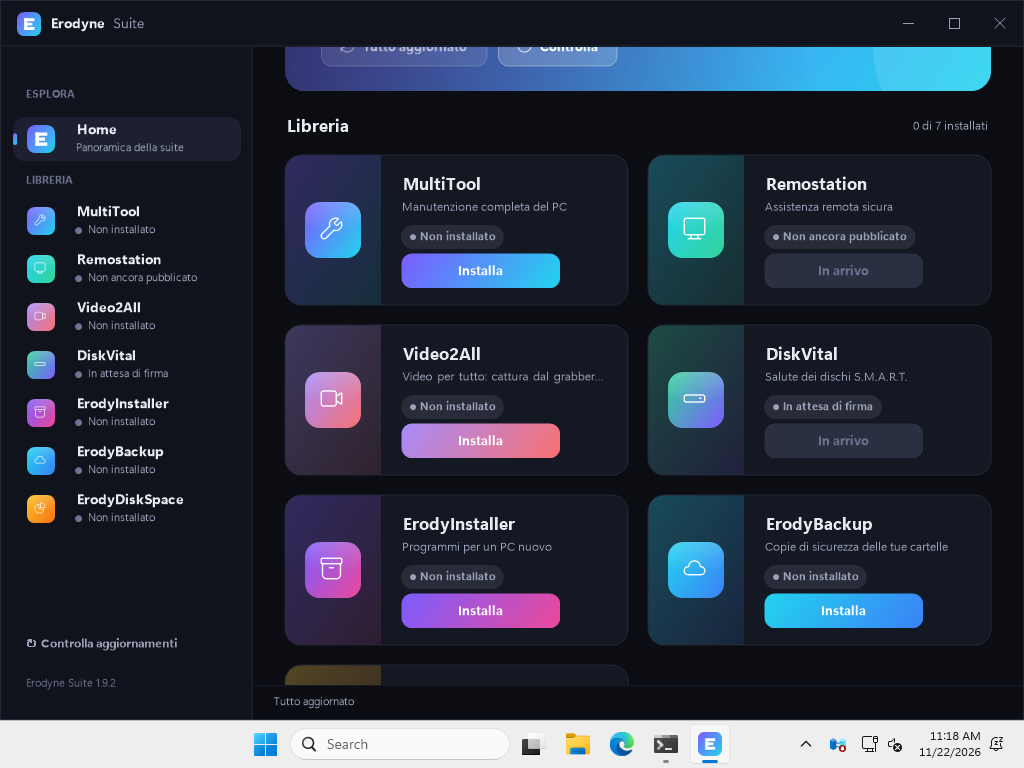 Erodyne Suite
ESPLORA
Home
Panoramica della suite
LIBRERIA
MultiTool
Non installato
Remostation
Non ancora pubblicato
Video2All
Non installato
DiskVital
In attesa di firma
ErodyInstaller
Non installato
ErodyBackup
Non installato
ErodyDiskSpace
Non installato
Controlla aggiornamenti
Erodyne Suite 1.9.2
Tutto aggiornato
Controlla
Libreria
0 di 7 installati
MultiTool
Manutenzione completa del PC
Non installato
Installa
Remostation
Assistenza remota sicura
Non ancora pubblicato
In arrivo
Video2All
Video per tutto: cattura dal grabber...
Non installato
Installa
DiskVital
Salute dei dischi S.M.A.R.T.
In attesa di firma
In arrivo
ErodyInstaller
Programmi per un PC nuovo
Non installato
Installa
ErodyBackup
Copie di sicurezza delle tue cartelle
Non installato
Installa
Tutto aggiornato
Search
11:18 AM
11/22/2026